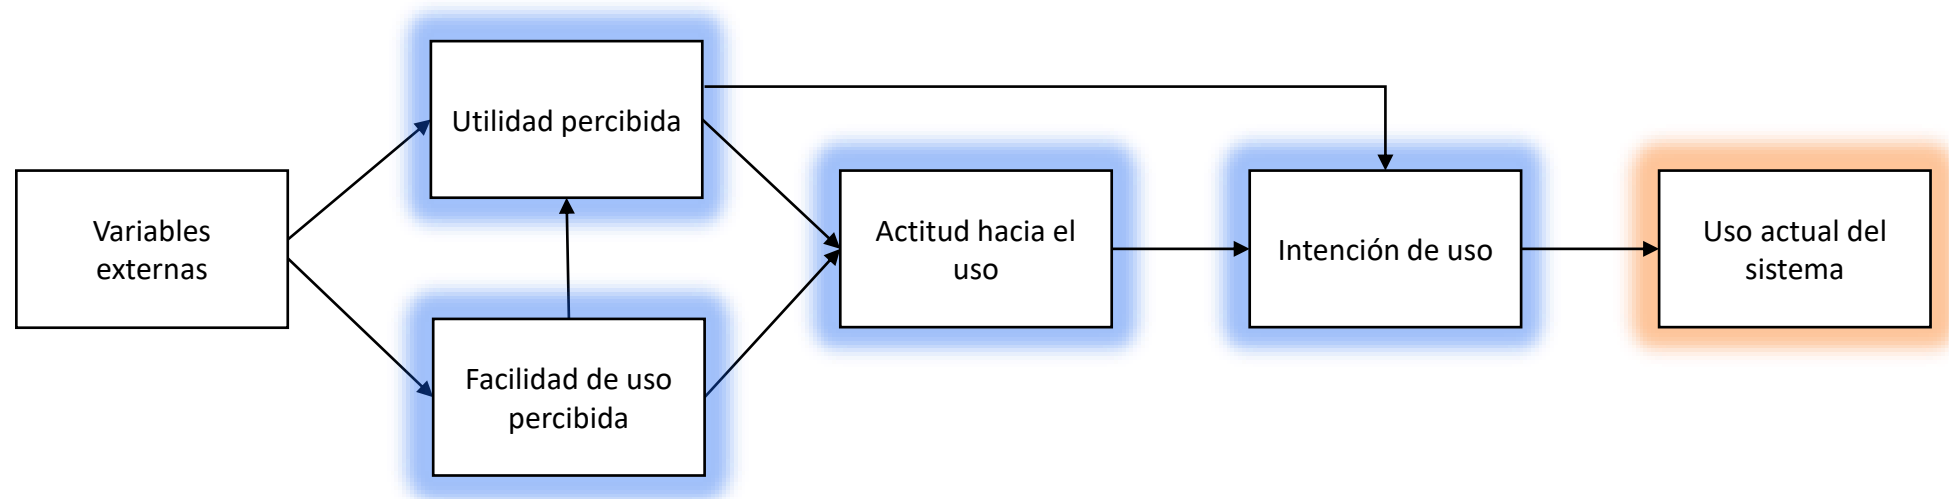 Utilidad percibida
Variables
externas
Facilidad de uso
percibida
Actitud hacia el
uso
Intención de uso
Uso actual del
sistema